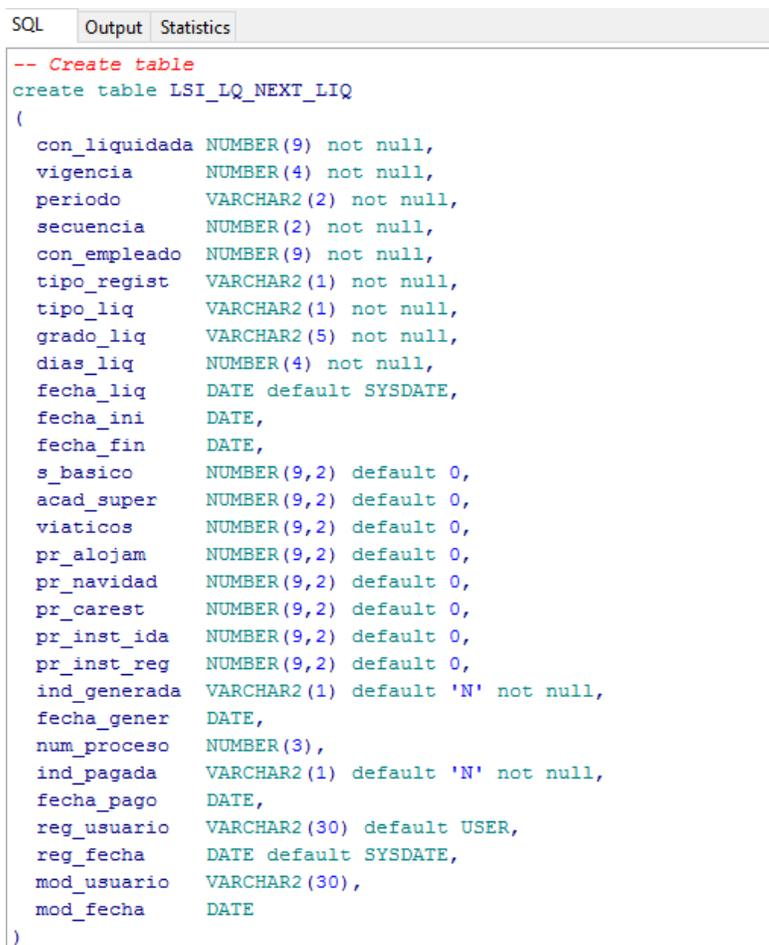 SQL Output Statistics
-- Create table
create table LSI_LQ_NEXT_LIQ
(
  con_liquidada NUMBER(9) not null,
  vigencia      NUMBER(4) not null,
  periodo       VARCHAR2(2) not null,
  secuencia     NUMBER(2) not null,
  con_empleado  NUMBER(9) not null,
  tipo_regist   VARCHAR2(1) not null,
  tipo_liq      VARCHAR2(1) not null,
  grado_liq     VARCHAR2(5) not null,
  dias_liq      NUMBER(4) not null,
  fecha_liq     DATE default SYSDATE,
  fecha_ini     DATE,
  fecha_fin     DATE,
  s_basico      NUMBER(9,2) default 0,
  acad_super    NUMBER(9,2) default 0,
  viaticos      NUMBER(9,2) default 0,
  pr_alojam     NUMBER(9,2) default 0,
  pr_navidad    NUMBER(9,2) default 0,
  pr_carest     NUMBER(9,2) default 0,
  pr_inst_ida   NUMBER(9,2) default 0,
  pr_inst_reg   NUMBER(9,2) default 0,
  ind_generada  VARCHAR2(1) default 'N' not null,
  fecha_gener   DATE,
  num_proceso   NUMBER(3),
  ind_pagada    VARCHAR2(1) default 'N' not null,
  fecha_pago    DATE,
  reg_usuario   VARCHAR2(30) default USER,
  reg_fecha     DATE default SYSDATE,
  mod_usuario   VARCHAR2(30),
  mod_fecha     DATE
)